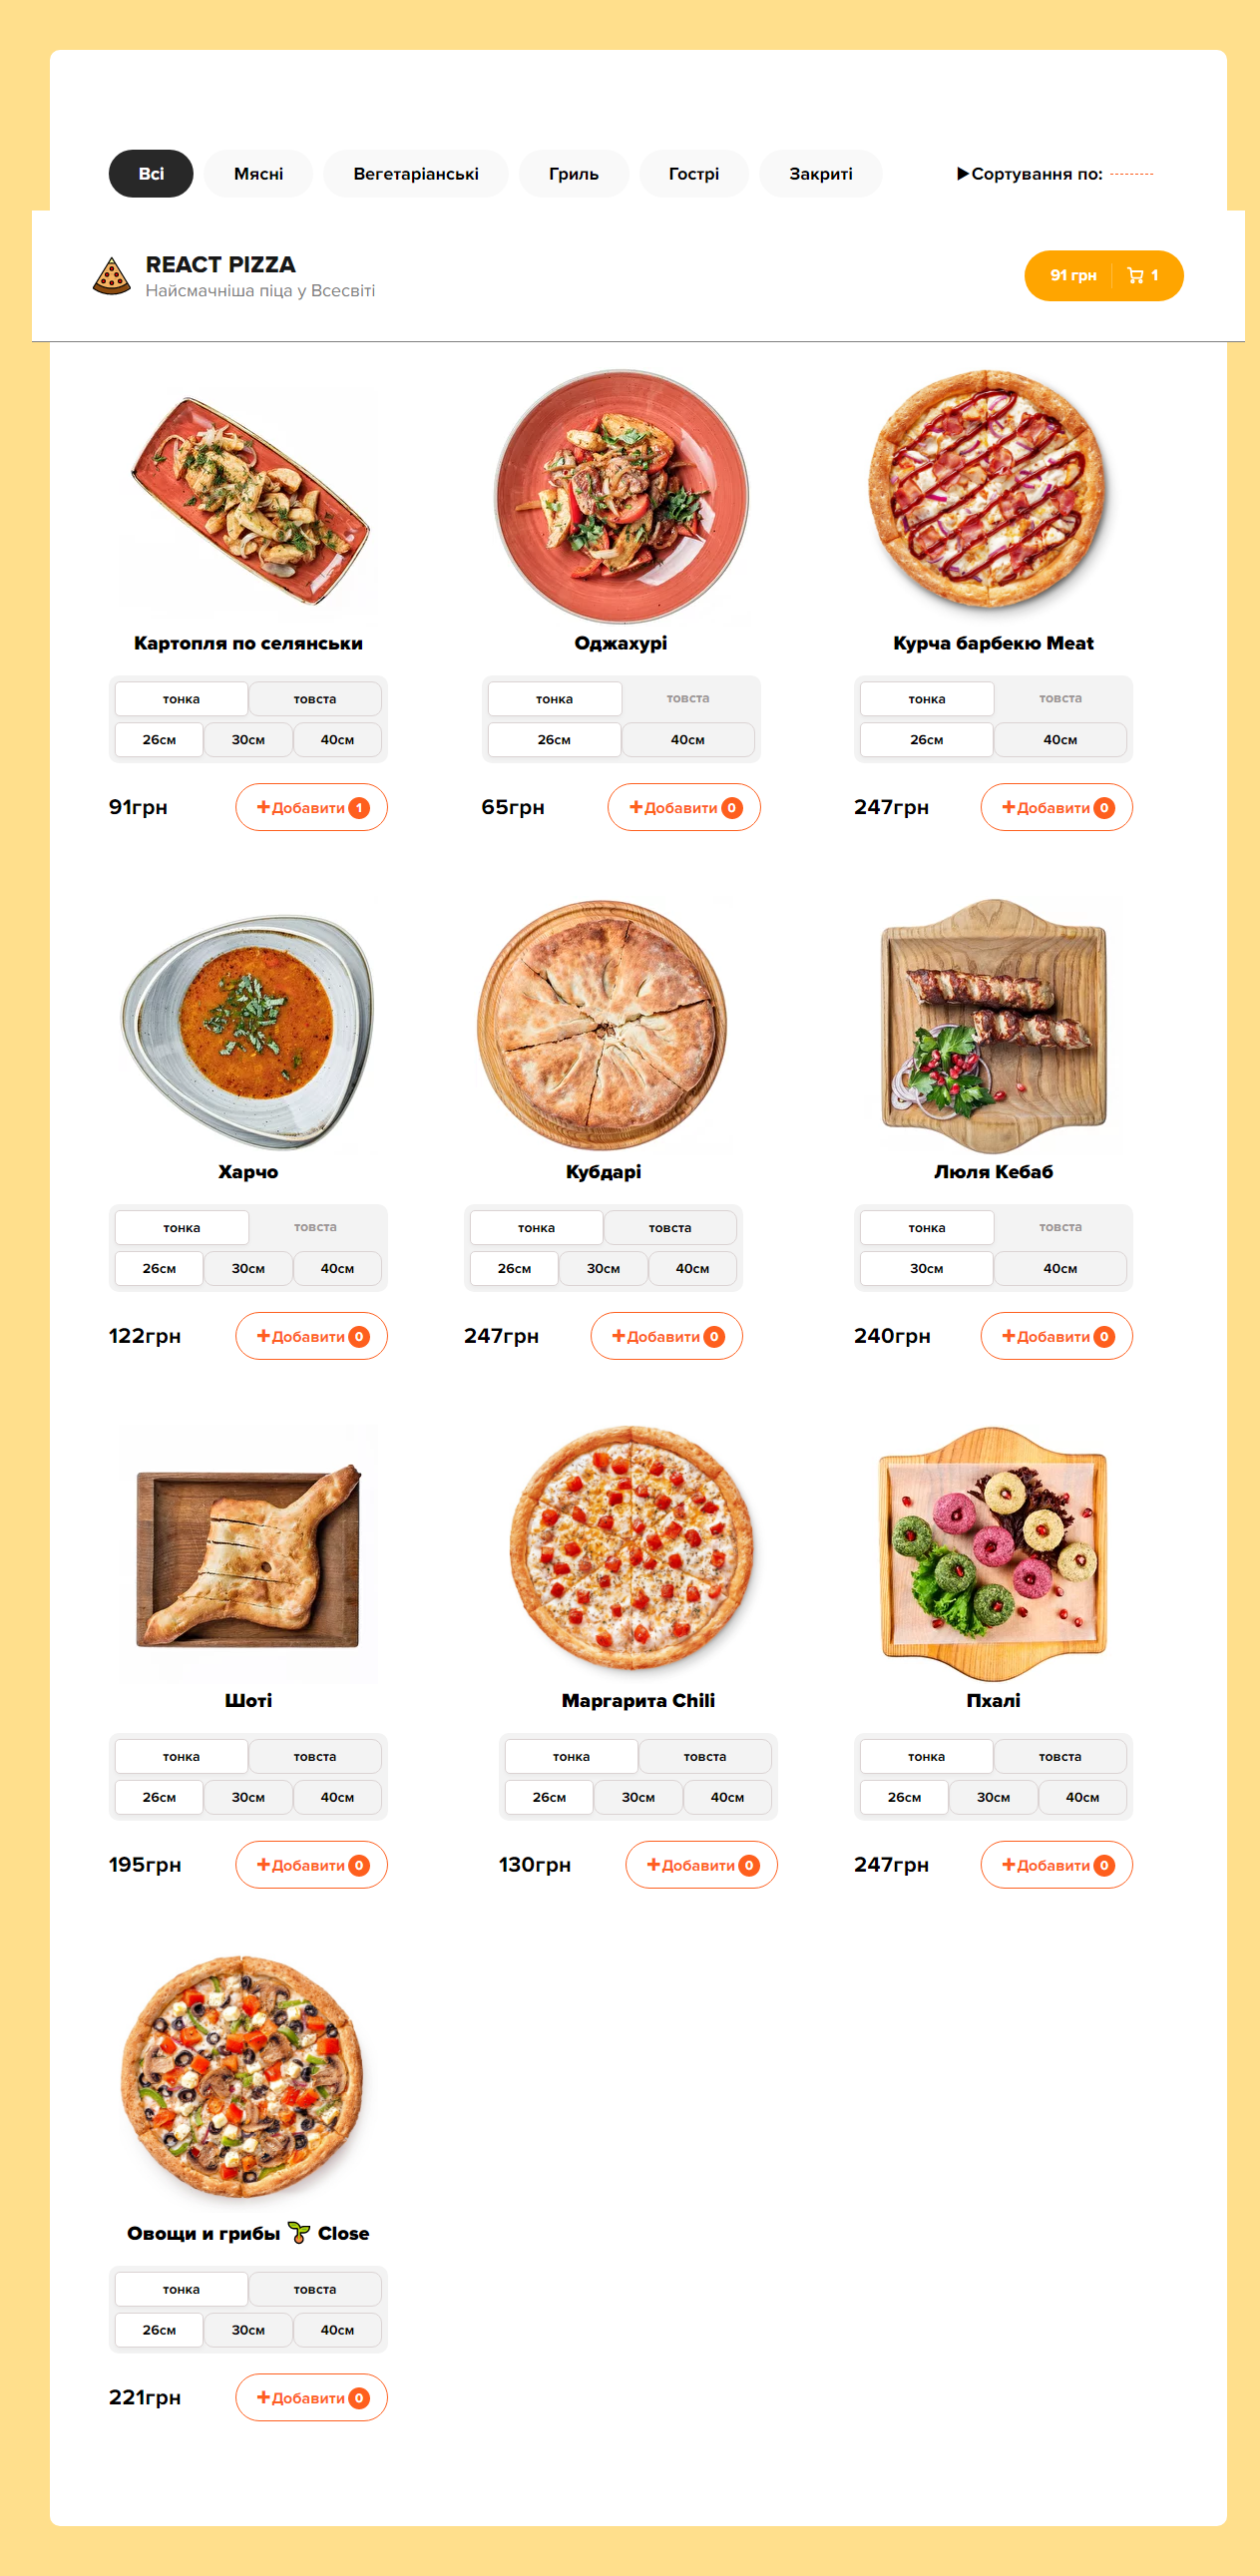 Всі Мясні Вегетаріанські Гриль Гострі Закриті Сортування по:
REACT PIZZA
Найсмачніша піца у Всесвіті
91 грн 1
Картопля по селянськи
тонка товста
26см 30см 40см
91грн Добавити 1
Оджахурі
тонка товста
26см 40см
65грн Добавити 0
Курча барбекю Meat
тонка товста
26см 40см
247грн Добавити 0
Харчо
тонка товста
26см 30см 40см
122грн Добавити 0
Кубдарі
тонка товста
26см 30см 40см
247грн Добавити 0
Люля Кебаб
тонка товста
30см 40см
240грн Добавити 0
Шоті
тонка товста
26см 30см 40см
195грн Добавити 0
Маргарита Chili
тонка товста
26см 30см 40см
130грн Добавити 0
Пхалі
тонка товста
26см 30см 40см
247грн Добавити 0
Овощи и грибы 🌱 Close
тонка товста
26см 30см 40см
221грн Добавити 0